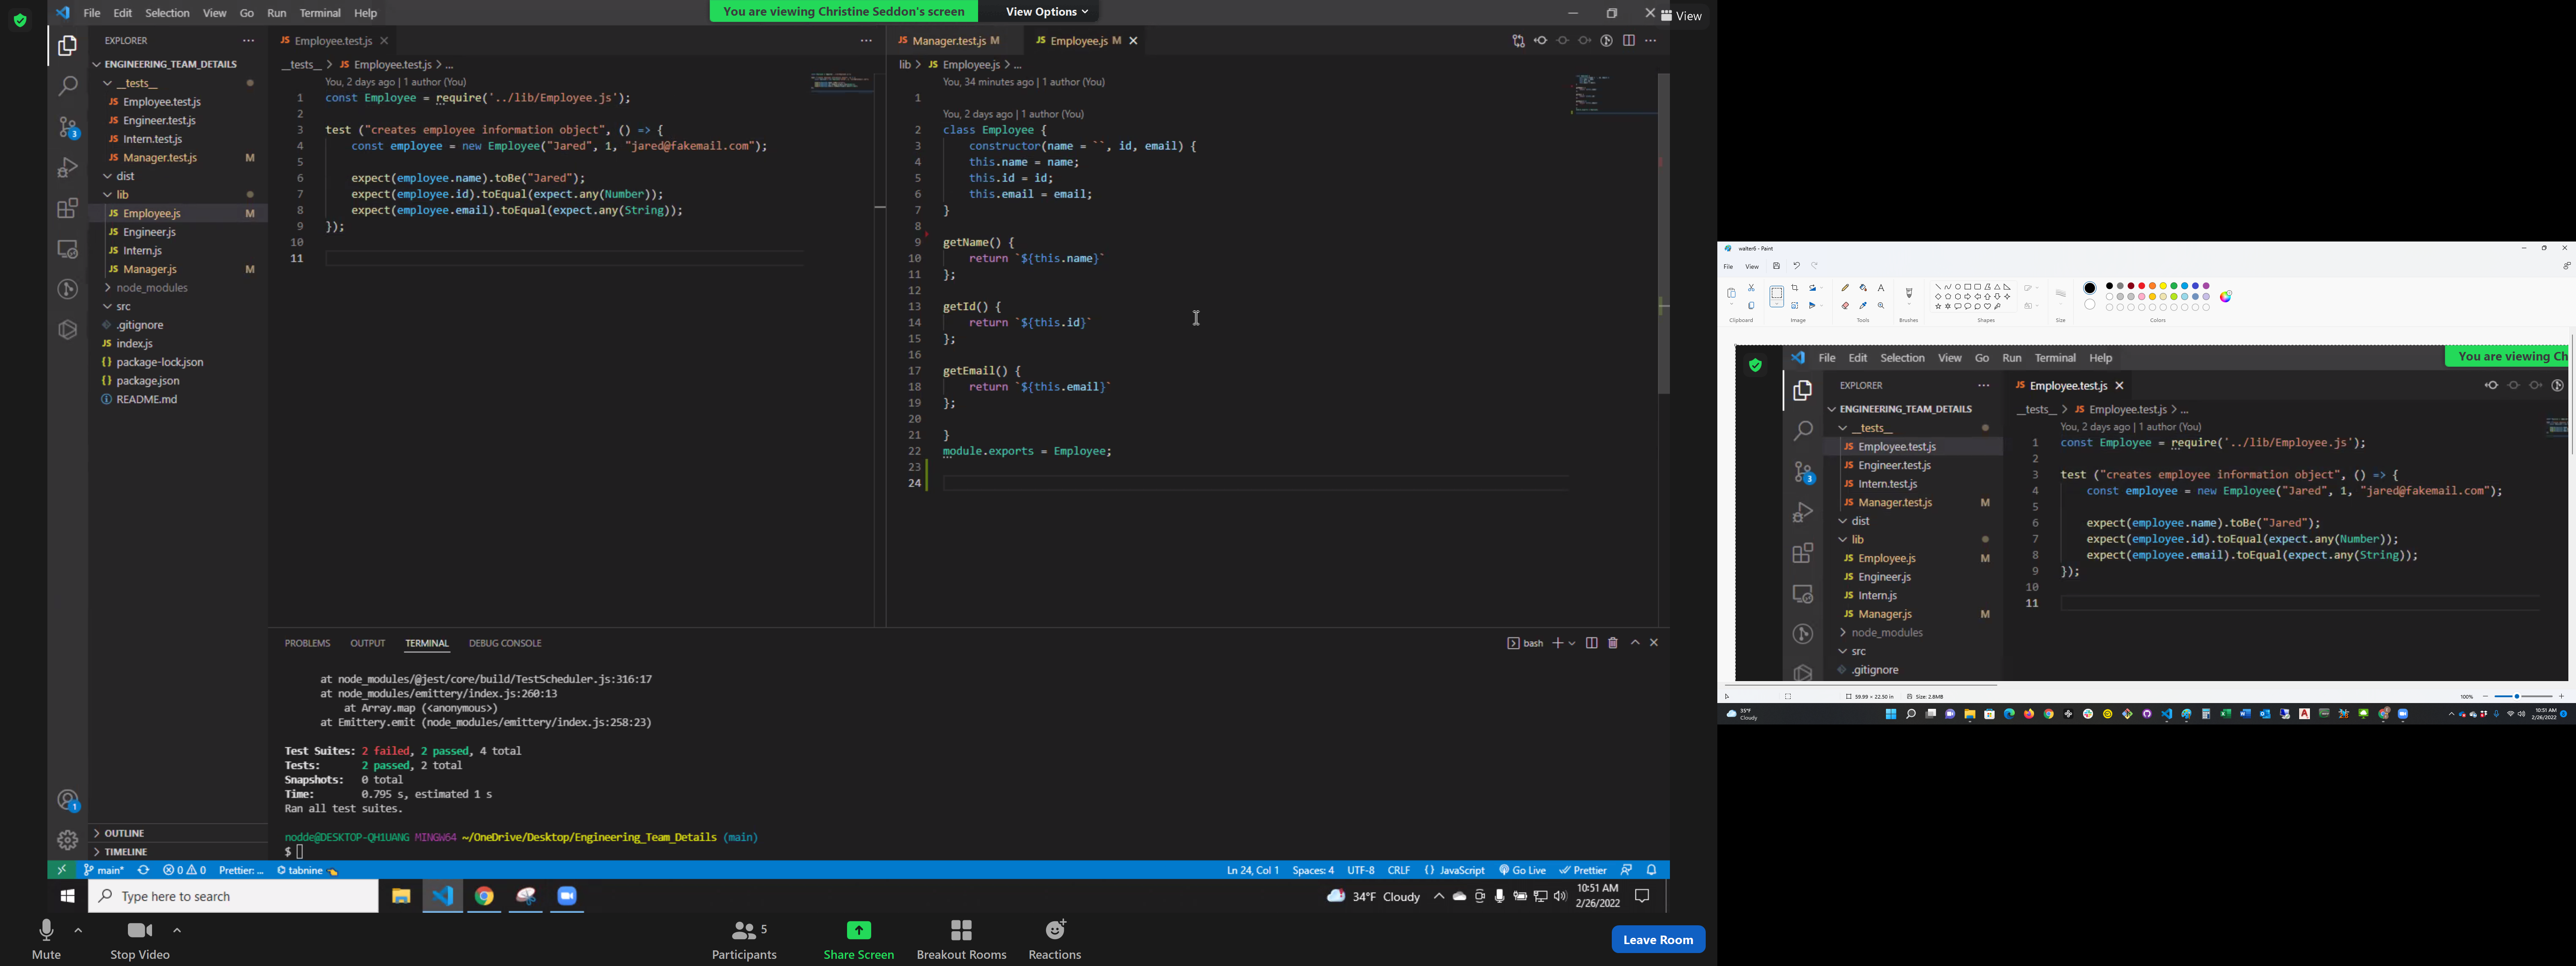 File Edit Selection View Go Run Terminal Help
You are viewing Christine Seddon's screen
View Options
View
EXPLORER
ENGINEERING_TEAM_DETAILS
__tests__
JS Employee.test.js
JS Engineer.test.js
JS Intern.test.js
JS Manager.test.js M
dist
lib
JS Employee.js M
JS Engineer.js
JS Intern.js
JS Manager.js M
node_modules
src
.gitignore
JS index.js
{} package-lock.json
{} package.json
README.md
OUTLINE
TIMELINE
3
1
JS Employee.test.js
__tests__ > JS Employee.test.js > ...
You, 2 days ago | 1 author (You)
1 const Employee = require('../lib/Employee.js');
2
3 test ("creates employee information object", () => {
4 const employee = new Employee("Jared", 1, "jared@fakemail.com");
5
6 expect(employee.name).toBe("Jared");
7 expect(employee.id).toEqual(expect.any(Number));
8 expect(employee.email).toEqual(expect.any(String));
9 });
10
11
JS Manager.test.js M
JS Employee.js M
lib > JS Employee.js > ...
You, 34 minutes ago | 1 author (You)
1
You, 2 days ago | 1 author (You)
2 class Employee {
3 constructor(name = ``, id, email) {
4 this.name = name;
5 this.id = id;
6 this.email = email;
7 }
8
9 getName() {
10 return `${this.name}`
11 };
12
13 getId() {
14 return `${this.id}`
15 };
16
17 getEmail() {
18 return `${this.email}`
19 };
20
21 }
22 module.exports = Employee;
23
24
PROBLEMS OUTPUT TERMINAL DEBUG CONSOLE
bash
at node_modules/@jest/core/build/TestScheduler.js:316:17
at node_modules/emittery/index.js:260:13
at Array.map (<anonymous>)
at Emittery.emit (node_modules/emittery/index.js:258:23)
Test Suites: 2 failed, 2 passed, 4 total
Tests: 2 passed, 2 total
Snapshots: 0 total
Time: 0.795 s, estimated 1 s
Ran all test suites.
nodde@DESKTOP-QH1UANG MINGW64 ~/OneDrive/Desktop/Engineering_Team_Details (main)
$
main* 0 0 Prettier: ... tabnine
Ln 24, Col 1 Spaces: 4 UTF-8 CRLF {} JavaScript Go Live Prettier
Type here to search
34°F Cloudy
10:51 AM
2/26/2022
Mute
Stop Video
5
Participants
Share Screen
Breakout Rooms
Reactions
Leave Room
walter6 - Paint
File View
Clipboard Image Tools Brushes Shapes Size Colors
File Edit Selection View Go Run Terminal Help
You are viewing Ch
EXPLORER
ENGINEERING_TEAM_DETAILS
__tests__
JS Employee.test.js
JS Engineer.test.js
JS Intern.test.js
JS Manager.test.js M
dist
lib
JS Employee.js M
JS Engineer.js
JS Intern.js
JS Manager.js M
node_modules
src
.gitignore
3
JS Employee.test.js
__tests__ > JS Employee.test.js > ...
You, 2 days ago | 1 author (You)
1 const Employee = require('../lib/Employee.js');
2
3 test ("creates employee information object", () => {
4 const employee = new Employee("Jared", 1, "jared@fakemail.com");
5
6 expect(employee.name).toBe("Jared");
7 expect(employee.id).toEqual(expect.any(Number));
8 expect(employee.email).toEqual(expect.any(String));
9 });
10
11
59.99 × 22.50 in Size: 2.8MB
100%
35°F
Cloudy
10:51 AM
2/26/2022